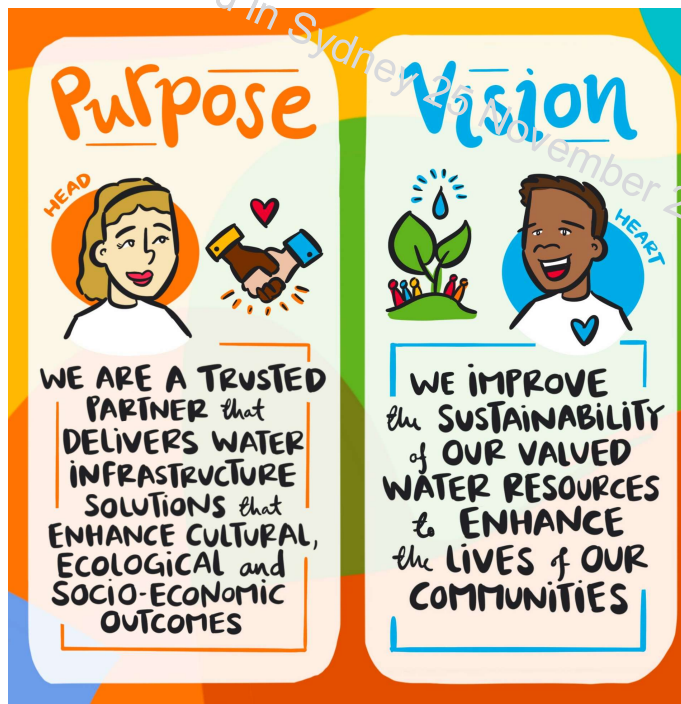 d in Sydney 25 November 2
Purpose
HEAD
WE ARE A TRUSTED
PARTNER that
DELIVERS WATER
INFRASTRUCTURE
SOLUTIONS that
ENHANCE CULTURAL,
ECOLOGICAL and
SOCIO-ECONOMIC
OUTCOMES
Vision
HEART
WE IMPROVE
the SUSTAINABILITY
of OUR VALUED
WATER RESOURCES
to ENHANCE
the LIVES of OUR
COMMUNITIES